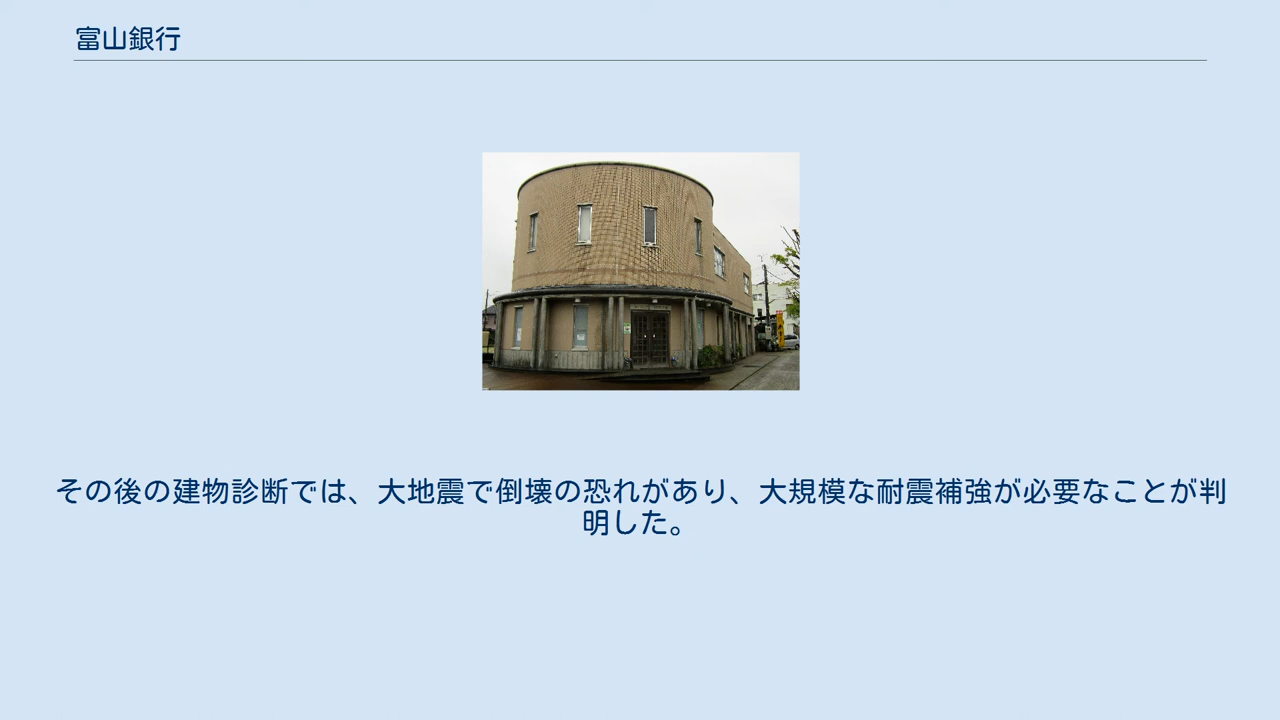 富山銀行
その後の建物診断では、大地震で倒壊の恐れがあり、大規模な耐震補強が必要なことが判
明した。